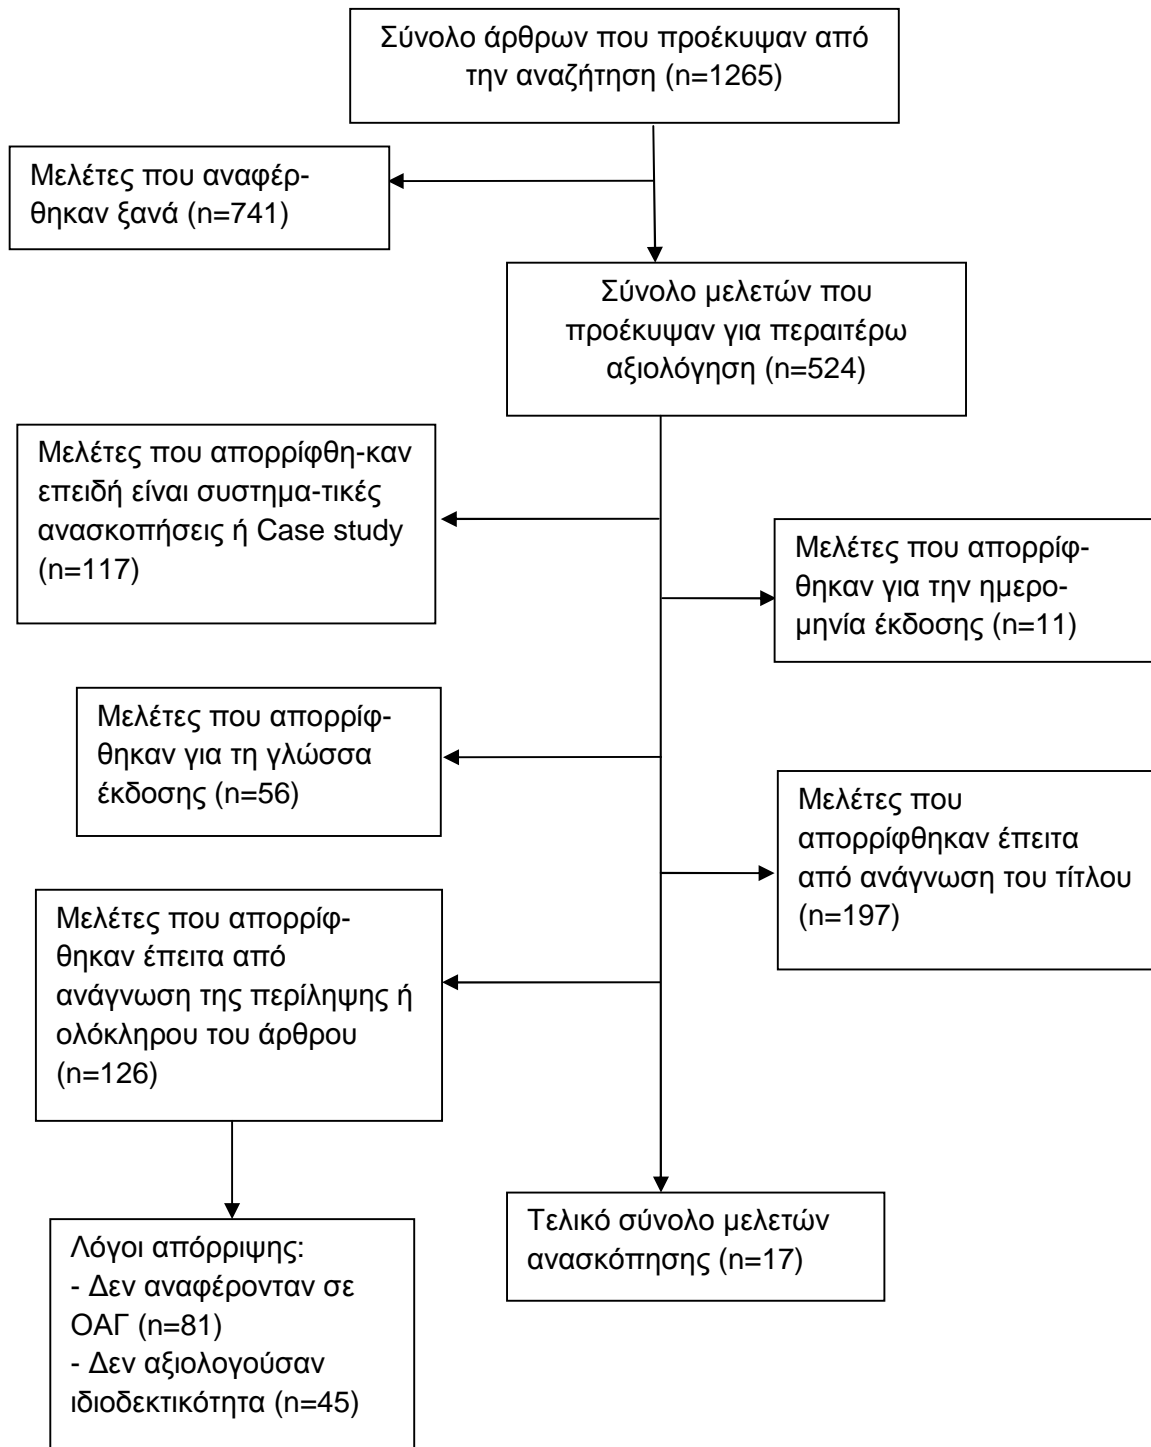 Σύνολο άρθρων που προέκυψαν από
την αναζήτηση (n=1265)
Μελέτες που αναφέρ-
θηκαν ξανά (n=741)
Σύνολο μελετών που
προέκυψαν για περαιτέρω
αξιολόγηση (n=524)
Μελέτες που απορρίφθη-καν
επειδή είναι συστημα-τικές
ανασκοπήσεις ή Case study
(n=117)
Μελέτες που απορρίφ-
θηκαν για την ημερο-
μηνία έκδοσης (n=11)
Μελέτες που απορρίφ-
θηκαν για τη γλώσσα
έκδοσης (n=56)
Μελέτες που
απορρίφθηκαν έπειτα
από ανάγνωση του τίτλου
(n=197)
Μελέτες που απορρίφ-
θηκαν έπειτα από
ανάγνωση της περίληψης ή
ολόκληρου του άρθρου
(n=126)
Τελικό σύνολο μελετών
ανασκόπησης (n=17)
Λόγοι απόρριψης:
- Δεν αναφέρονταν σε
ΟΑΓ (n=81)
- Δεν αξιολογούσαν
ιδιοδεκτικότητα (n=45)